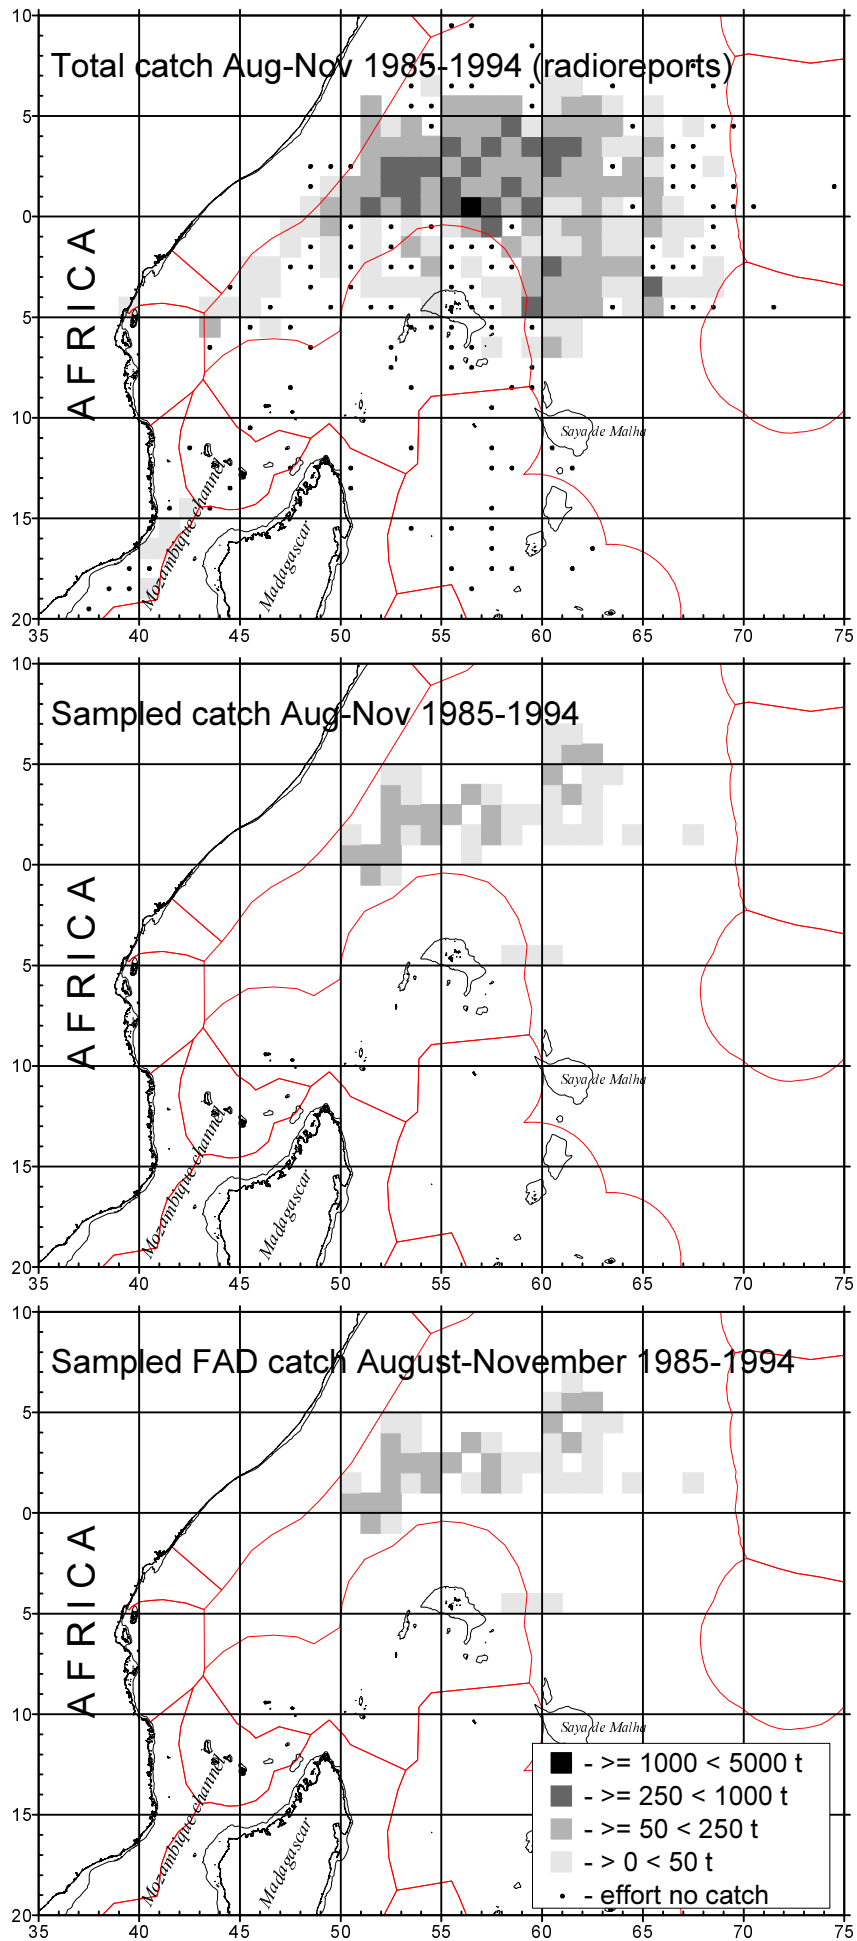 10
Total catch Aug-Nov 1985-1994 (radioreports)
5
0
AFRICA
5
10
Saya de Malha
Mozambique channel
Madagascar
15
20
35 40 45 50 55 60 65 70 75
10
Sampled catch Aug-Nov 1985-1994
5
0
AFRICA
5
10
Saya de Malha
Mozambique channel
Madagascar
15
20
35 40 45 50 55 60 65 70 75
10
Sampled FAD catch August-November 1985-1994
5
0
AFRICA
5
10
Saya de Malha
Mozambique channel
Madagascar
15
20
- >= 1000 < 5000 t
- >= 250 < 1000 t
- >= 50 < 250 t
- > 0 < 50 t
- effort no catch
35 40 45 50 55 60 65 70 75